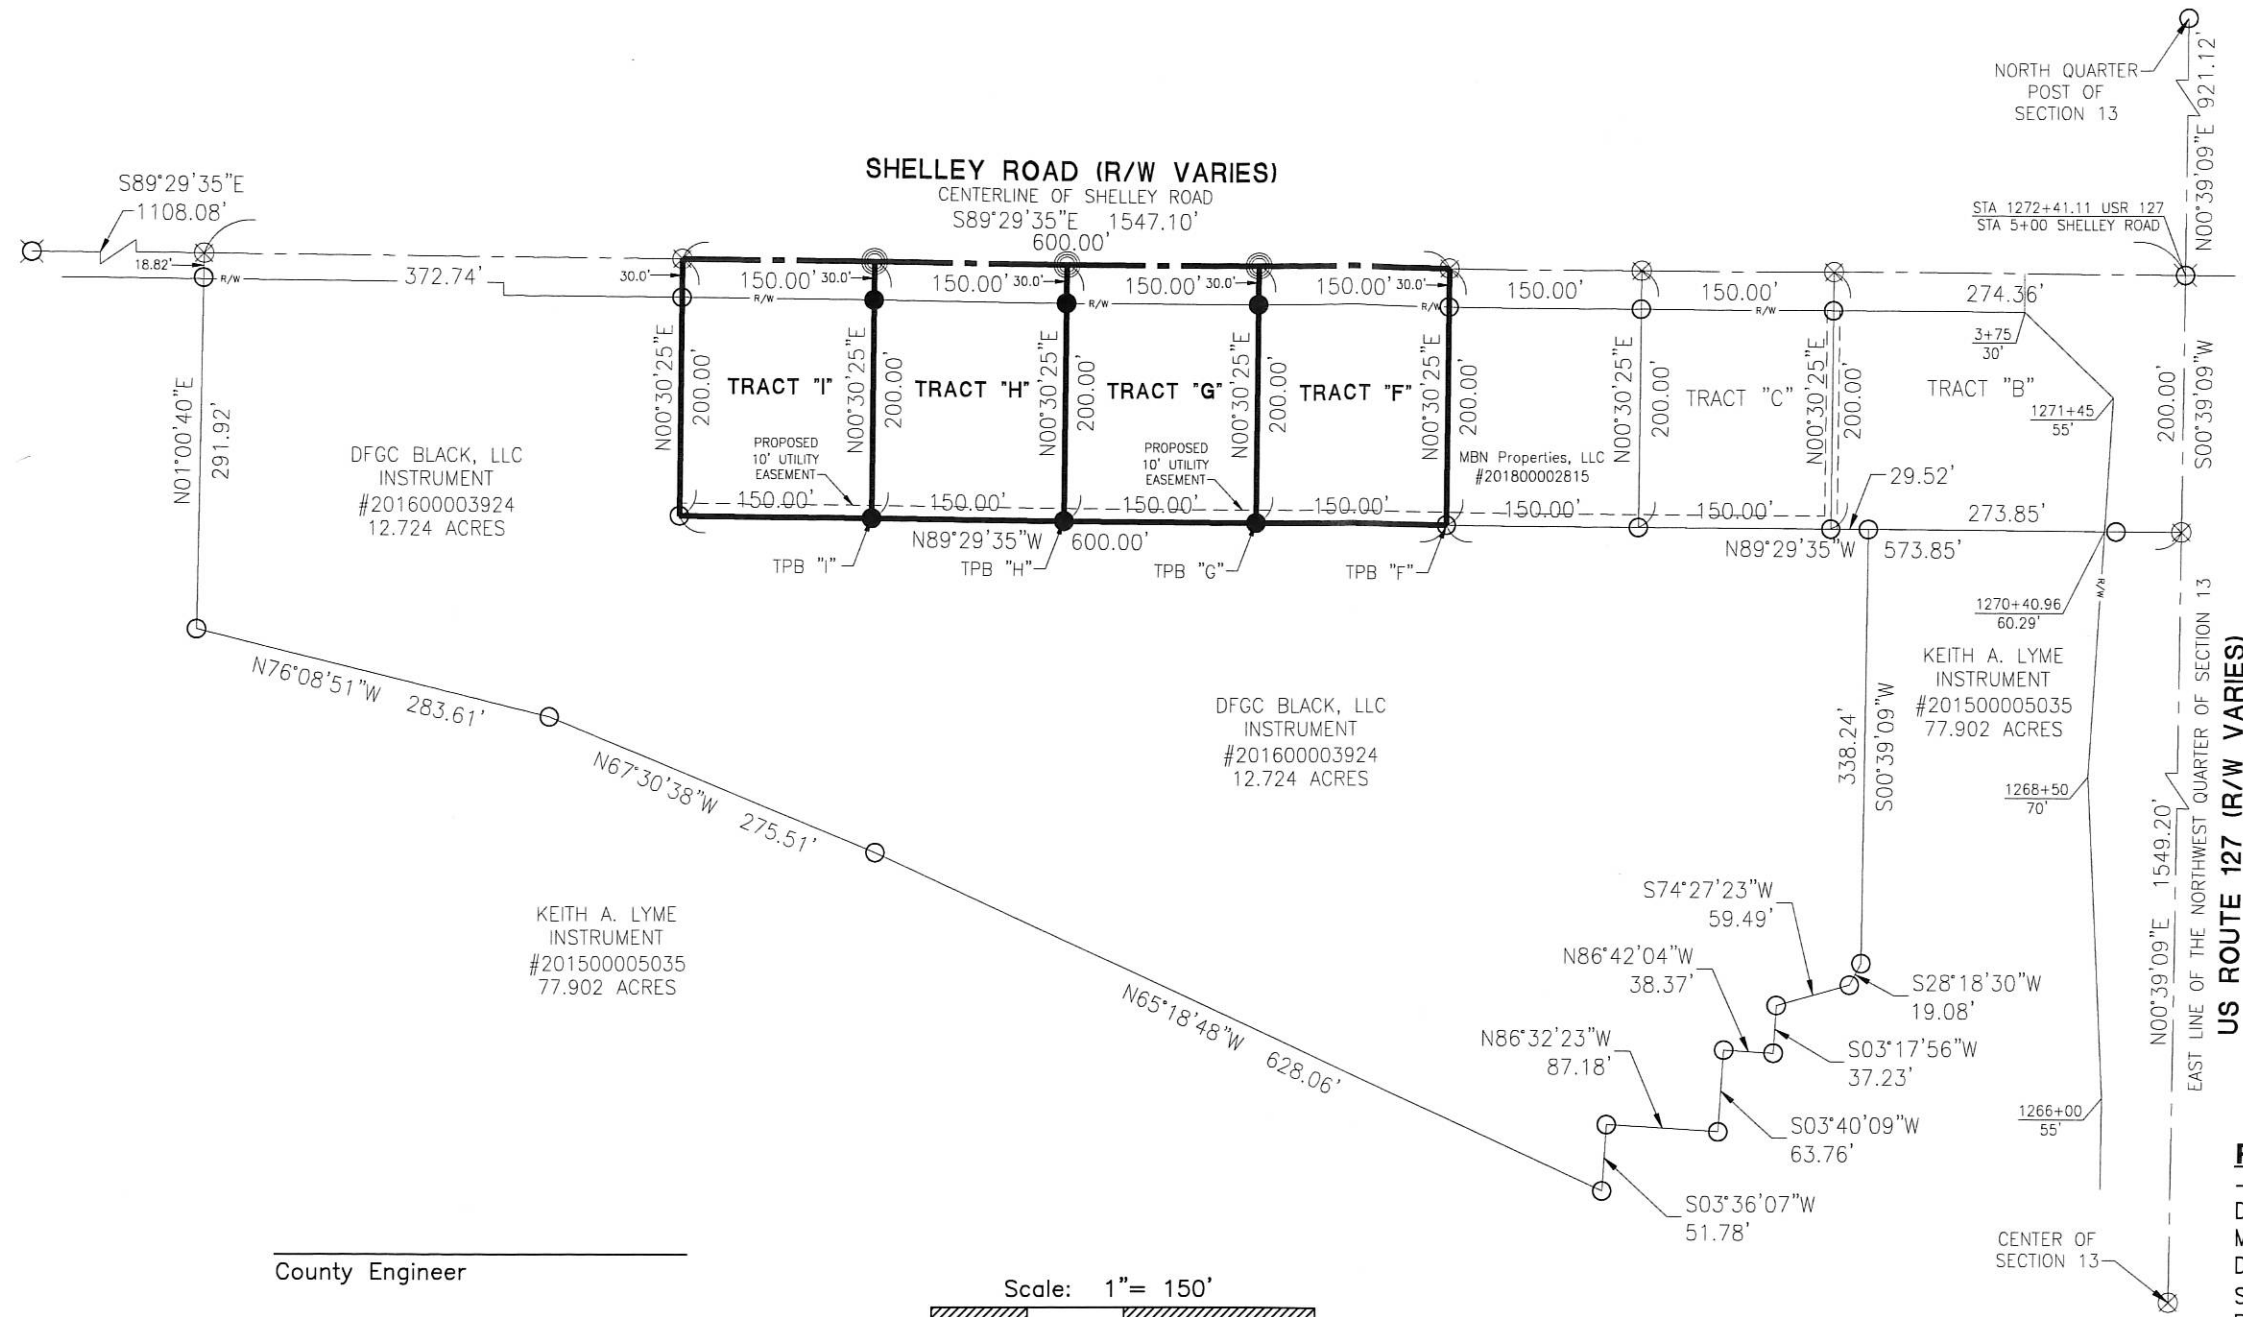 NORTH QUARTER
POST OF
SECTION 13
N00°39'09"E 921.12'
SHELLEY ROAD (R/W VARIES)
CENTERLINE OF SHELLEY ROAD
S89°29'35"E 1547.10'
600.00'
S89°29'35"E
1108.08'
STA 1272+41.11 USR 127
STA 5+00 SHELLEY ROAD
18.82'
R/W
372.74'
30.0'
150.00'
30.0'
150.00'
30.0'
150.00'
30.0'
150.00'
30.0'
150.00'
150.00'
274.36'
R/W
R/W
R/W
R/W
3+75
30'
N00°30'25"E
200.00'
TRACT "I"
N00°30'25"E
200.00'
TRACT "H"
N00°30'25"E
200.00'
TRACT "G"
N00°30'25"E
200.00'
TRACT "F"
N00°30'25"E
200.00'
N00°30'25"E
200.00'
TRACT "C"
N00°30'25"E
200.00'
TRACT "B"
1271+45
55'
200.00'
S00°39'09"W
N01°00'40"E
291.92'
DFGC BLACK, LLC
INSTRUMENT
#201600003924
12.724 ACRES
PROPOSED
10' UTILITY
EASEMENT
PROPOSED
10' UTILITY
EASEMENT
MBN Properties, LLC
#201800002815
29.52'
150.00'
150.00'
150.00'
150.00'
150.00'
150.00'
273.85'
N89°29'35"W 600.00'
N89°29'35"W 573.85'
TPB "I"
TPB "H"
TPB "G"
TPB "F"
R/W
1270+40.96
60.29'
KEITH A. LYME
INSTRUMENT
#201500005035
77.902 ACRES
N76°08'51"W 283.61'
N67°30'38"W 275.51'
DFGC BLACK, LLC
INSTRUMENT
#201600003924
12.724 ACRES
338.24'
S00°39'09"W
1268+50
70'
N00°39'09"E 1549.20'
EAST LINE OF THE NORTHWEST QUARTER OF SECTION 13
US ROUTE 127 (R/W VARIES)
KEITH A. LYME
INSTRUMENT
#201500005035
77.902 ACRES
N65°18'48"W 628.06'
S74°27'23"W
59.49'
N86°42'04"W
38.37'
S28°18'30"W
19.08'
N86°32'23"W
87.18'
S03°17'56"W
37.23'
S03°40'09"W
63.76'
1266+00
55'
S03°36'07"W
51.78'
CENTER OF
SECTION 13
County Engineer
Scale: 1"= 150'